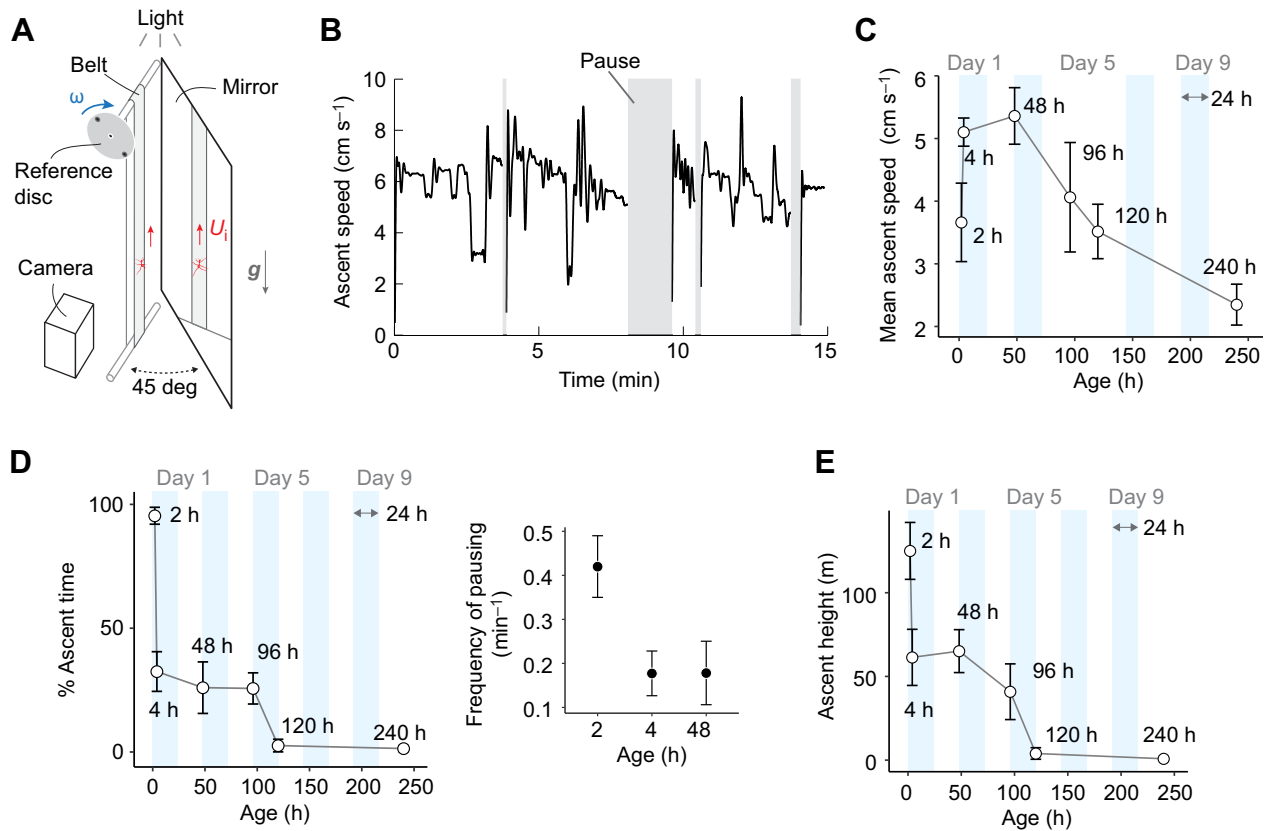 A
Light
Belt
Mirror
ω
Reference
disc
Uᵢ
g
Camera
45 deg
B
Pause
Ascent speed (cm s⁻¹)
10
8
6
4
2
0
0
5
10
15
Time (min)
C
Day 1
Day 5
Day 9
24 h
Mean ascent speed (cm s⁻¹)
6
5
4
3
2
48 h
4 h
96 h
2 h
120 h
240 h
0
50
100
150
200
250
Age (h)
D
Day 1
Day 5
Day 9
24 h
% Ascent time
100
50
0
2 h
48 h
96 h
4 h
120 h
240 h
0
50
100
150
200
250
Age (h)
Frequency of pausing
(min⁻¹)
0.5
0.4
0.3
0.2
0.1
2
4
48
Age (h)
E
Day 1
Day 5
Day 9
24 h
Ascent height (m)
100
50
0
2 h
48 h
96 h
4 h
120 h
240 h
0
50
100
150
200
250
Age (h)